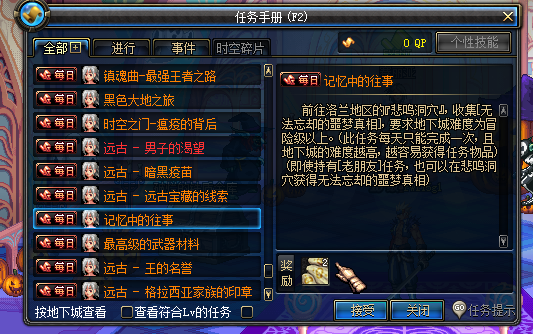 任务手册(F2)
全部
进行
事件
时空碎片
0 QP
个性技能
每日 镇魂曲-最强王者之路
每日 黑色大地之旅
每日 时空之门-瘟疫的背后
每日 远古 - 男子的渴望
每日 远古 - 暗黑疫苗
每日 远古 - 远古宝藏的线索
每日 记忆中的往事
每日 最高级的武器材料
每日 远古 - 王的名誉
每日 远古 - 格拉西亚家族的印章
按地下城查看
查看符合Lv的任务
每日 记忆中的往事
前往洛兰地区的『悲鸣洞穴』,收集[无
法忘却的噩梦真相],要求地下城难度为冒
险级以上。(此任务每天只能完成一次,且
地下城的难度越高,越容易获得任务物品)
(即使持有[老朋友]任务,也可以在悲鸣洞
穴获得无法忘却的噩梦真相)
奖励
2
接受
关闭
GO 任务提示